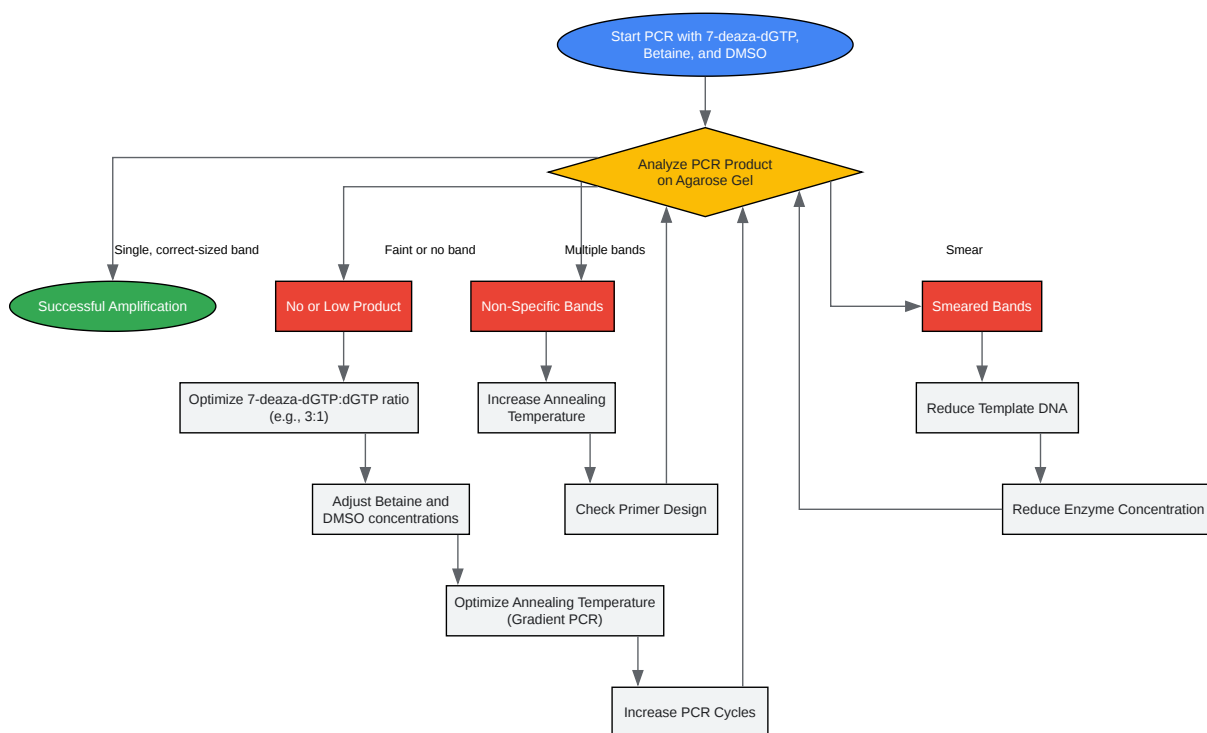 Start PCR with 7-deaza-dGTP,
Betaine, and DMSO
Analyze PCR Product
on Agarose Gel
Single, correct-sized band
Faint or no band
Multiple bands
Smear
Successful Amplification
No or Low Product
Non-Specific Bands
Smeared Bands
Optimize 7-deaza-dGTP:dGTP ratio
(e.g., 3:1)
Increase Annealing
Temperature
Reduce Template DNA
Adjust Betaine and
DMSO concentrations
Check Primer Design
Reduce Enzyme Concentration
Optimize Annealing Temperature
(Gradient PCR)
Increase PCR Cycles